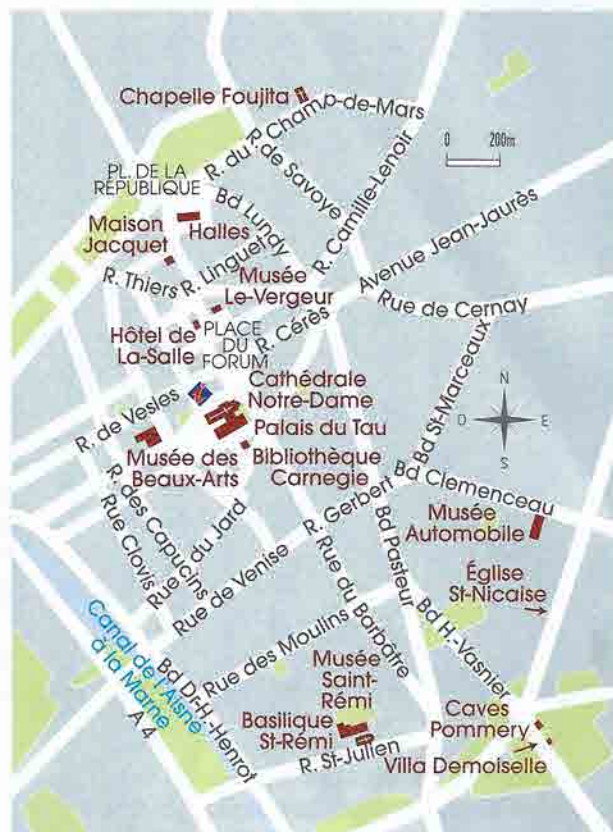 Chapelle Foujita
R. du Champ-de-Mars
R. de Savoye
R. Camille-Lenoir
0 200m
PL. DE LA
RÉPUBLIQUE
Bd Lundy
Avenue Jean-Jaurès
Maison
Jacquet
Halles
R. Linguet
R. Thiers
Musée
Le-Vergeur
Rue de Cernay
Hôtel de
La-Salle
PLACE
DU
FORUM
R. Cérès
Bd St-Marceaux
N
O E
S
R. de Vesles
i
Cathédrale
Notre-Dame
Palais du Tau
Musée des
Beaux-Arts
Bibliothèque
Carnegie
Bd Clemenceau
Musée
Automobile
R. des Capucins
Rue Clovis
Rue du Jard
R. Gerbert
Rue de Venise
Bd Pasteur
Rue du Barbatre
Église
St-Nicaise
Canal de l'Aisne
à la Marne
A 4
Bd Dr-H.-Henrot
Rue des Moulins
Bd H.-Vasnier
Musée
Saint-
Rémi
Basilique
St-Rémi
R. St-Julien
Caves
Pommery
Villa Demoiselle